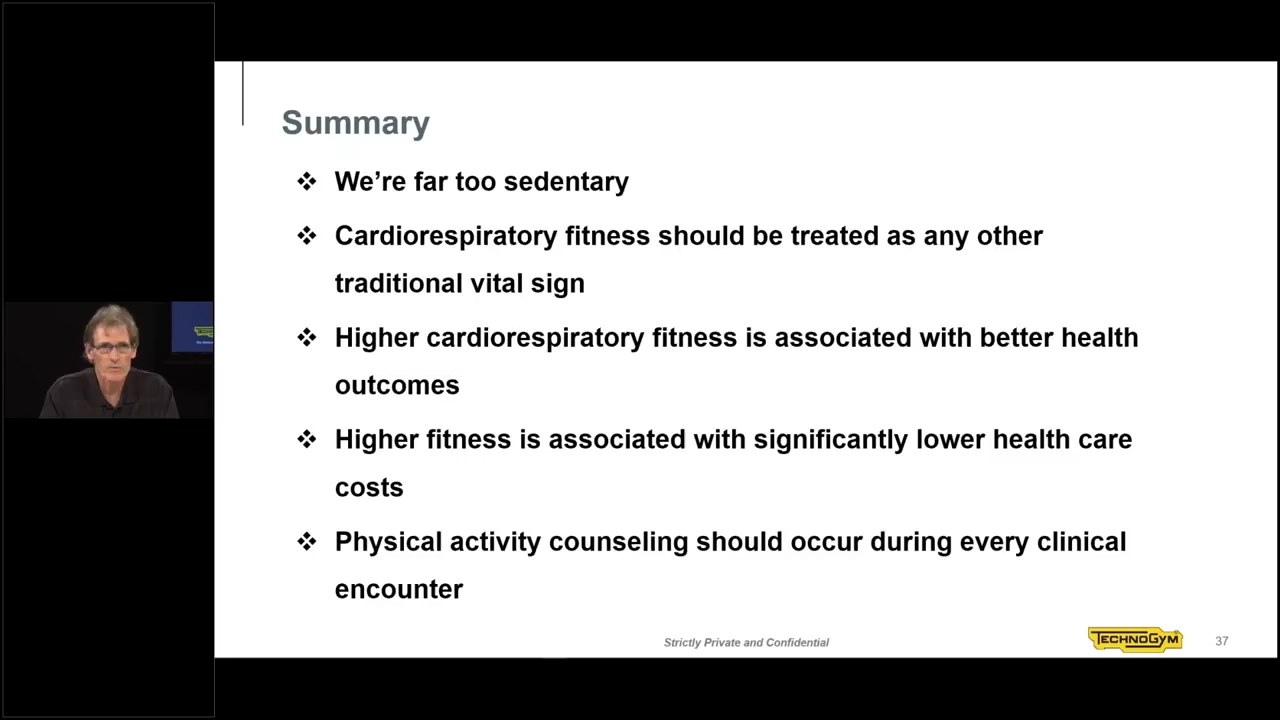 Summary
❖ We’re far too sedentary
❖ Cardiorespiratory fitness should be treated as any other
traditional vital sign
❖ Higher cardiorespiratory fitness is associated with better health
outcomes
❖ Higher fitness is associated with significantly lower health care
costs
❖ Physical activity counseling should occur during every clinical
encounter
Strictly Private and Confidential
TECHNOGYM
37